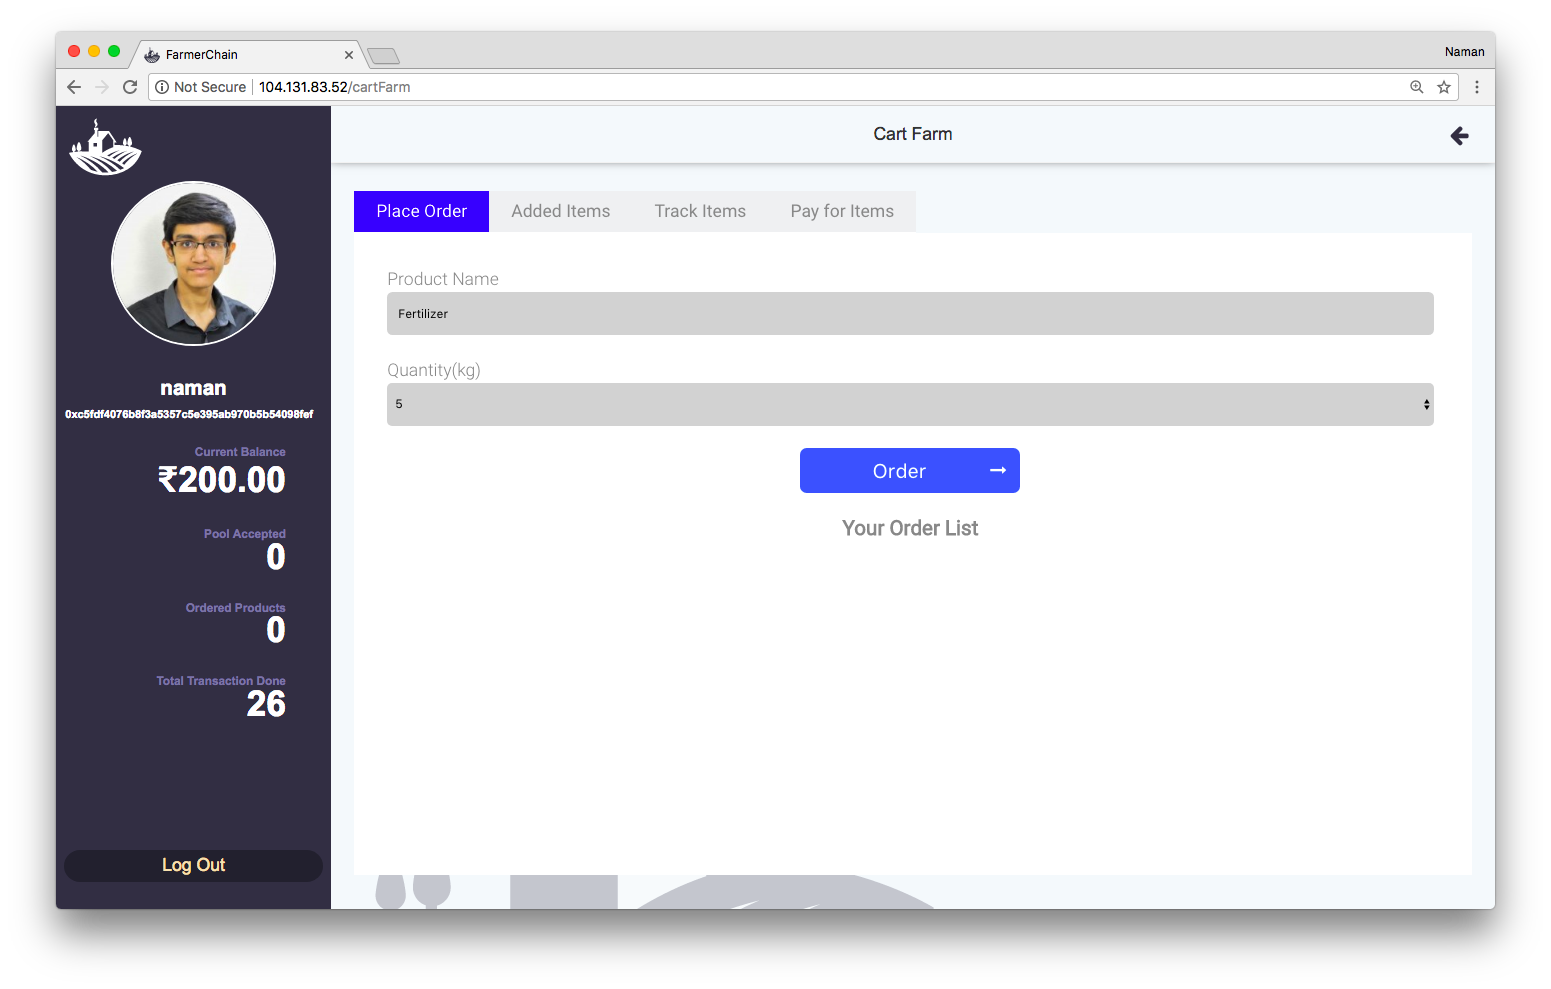 FarmerChain
Naman
Not Secure
104.131.83.52/cartFarm
Cart Farm
naman
0xc5fdf4076b8f3a5357c5e395ab970b5b54098fef
Current Balance
₹200.00
Pool Accepted
0
Ordered Products
0
Total Transaction Done
26
Log Out
Place Order
Added Items
Track Items
Pay for Items
Product Name
Fertilizer
Quantity(kg)
5
Order
Your Order List